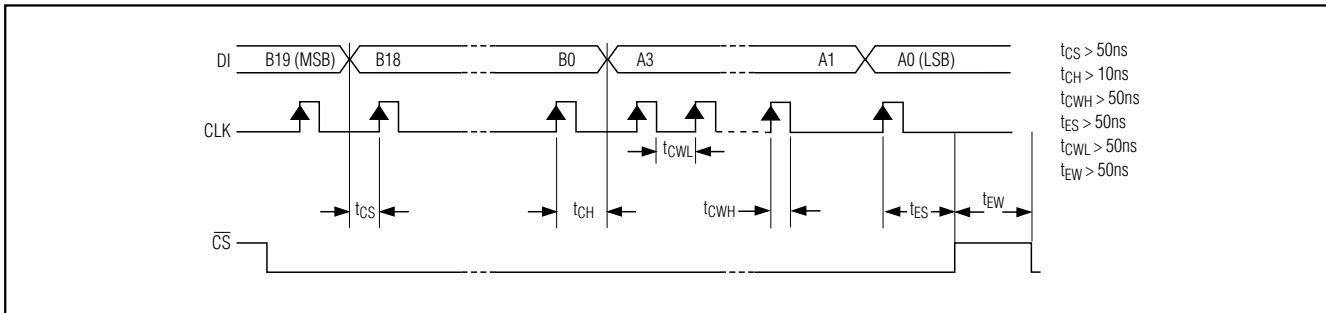 DI B19 (MSB) B18 B0 A3 A1 A0 (LSB)
CLK
tCWL
tCS tCH tCWH tES tEW
CS
tCS > 50ns
tCH > 10ns
tCWH > 50ns
tES > 50ns
tCWL > 50ns
tEW > 50ns